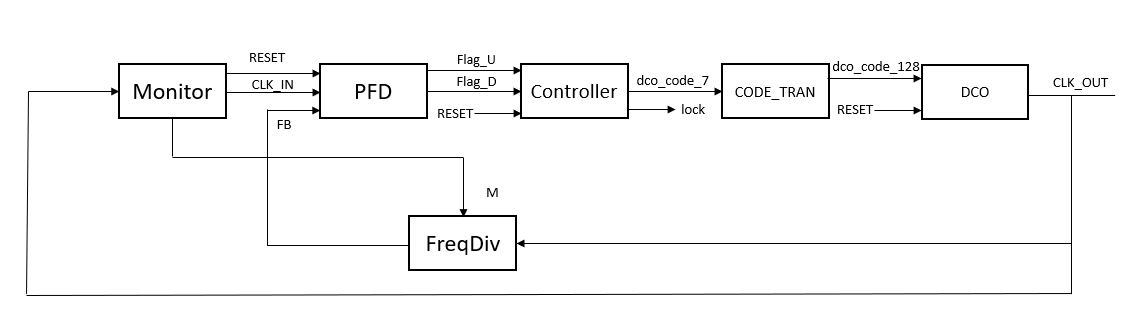 RESET
Flag_U
dco_code_7
dco_code_128
CLK_OUT
Monitor
CLK_IN
PFD
Flag_D
Controller
CODE_TRAN
DCO
FB
RESET
lock
RESET
M
FreqDiv